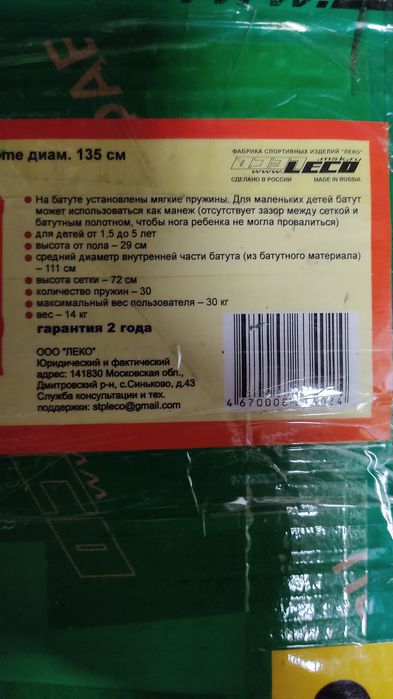 ome диам. 135 см
ФАБРИКА СПОРТИВНЫХ ИЗДЕЛИЙ "ЛЕКО"
www.LECO.msk.ru
СДЕЛАНО В РОССИИ MADE IN RUSSIA
На батуте установлены мягкие пружины. Для маленьких детей батут
может использоваться как манеж (отсутствует зазор между сеткой и
батутным полотном, чтобы нога ребенка не могла провалиться)
для детей от 1,5 до 5 лет
высота от пола – 29 см
средний диаметр внутренней части батута (из батутного материала)
– 111 см
высота сетки – 72 см
количество пружин – 30
максимальный вес пользователя – 30 кг
вес – 14 кг
гарантия 2 года
ООО "ЛЕКО"
Юридический и фактический
адрес: 141830 Московская обл.,
Дмитровский р-н, с.Синьково, д.43
Служба консультации и тех.
поддержки: stpleco@gmail.com